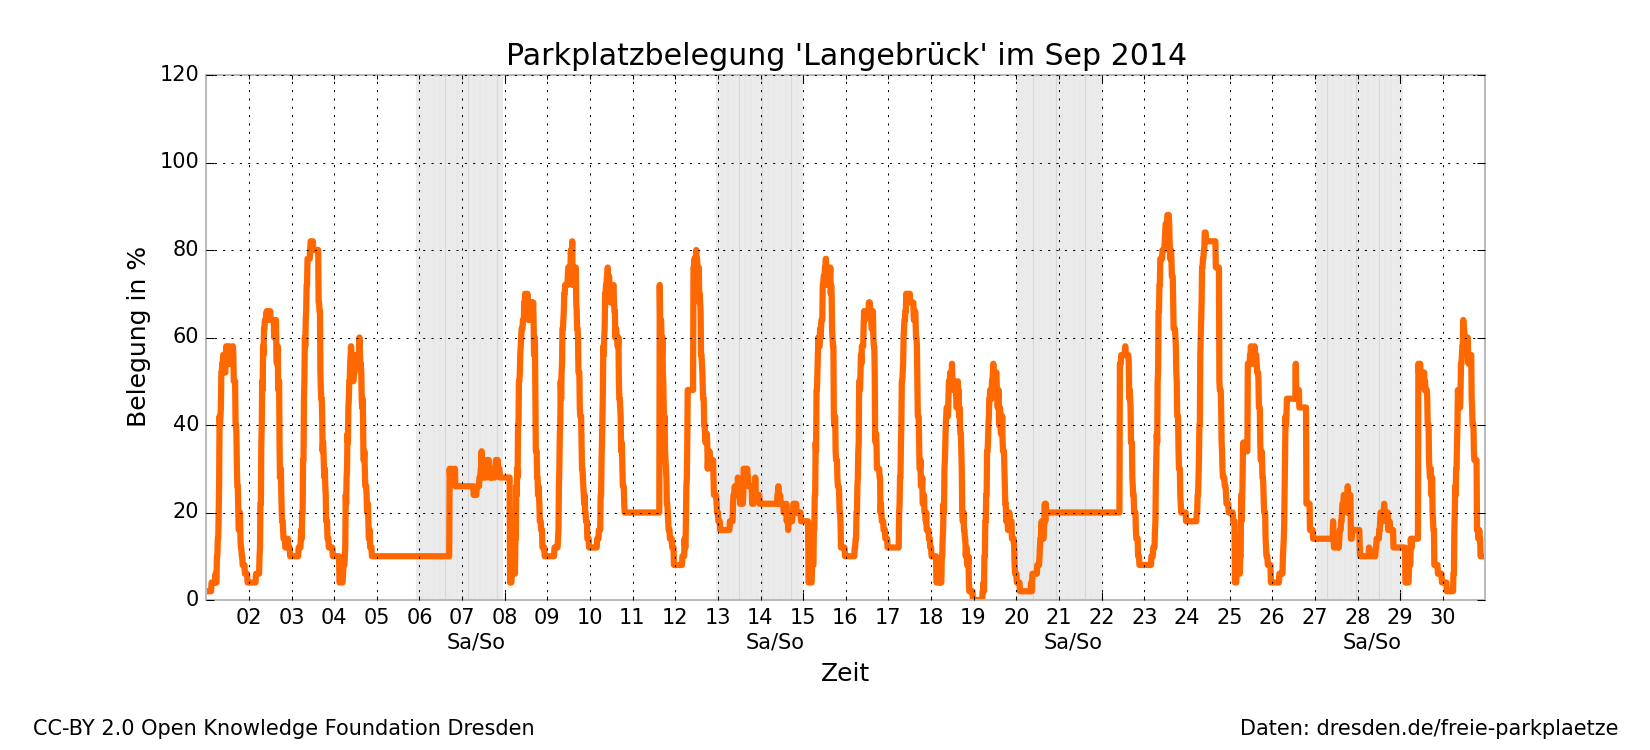 Parkplatzbelegung 'Langebrück' im Sep 2014
120
100
80
60
40
20
0
Belegung in %
02 03 04 05 06 07 08 09 10 11 12 13 14 15 16 17 18 19 20 21 22 23 24 25 26 27 28 29 30
Sa/So Sa/So Sa/So Sa/So
Zeit
CC-BY 2.0 Open Knowledge Foundation Dresden
Daten: dresden.de/freie-parkplaetze